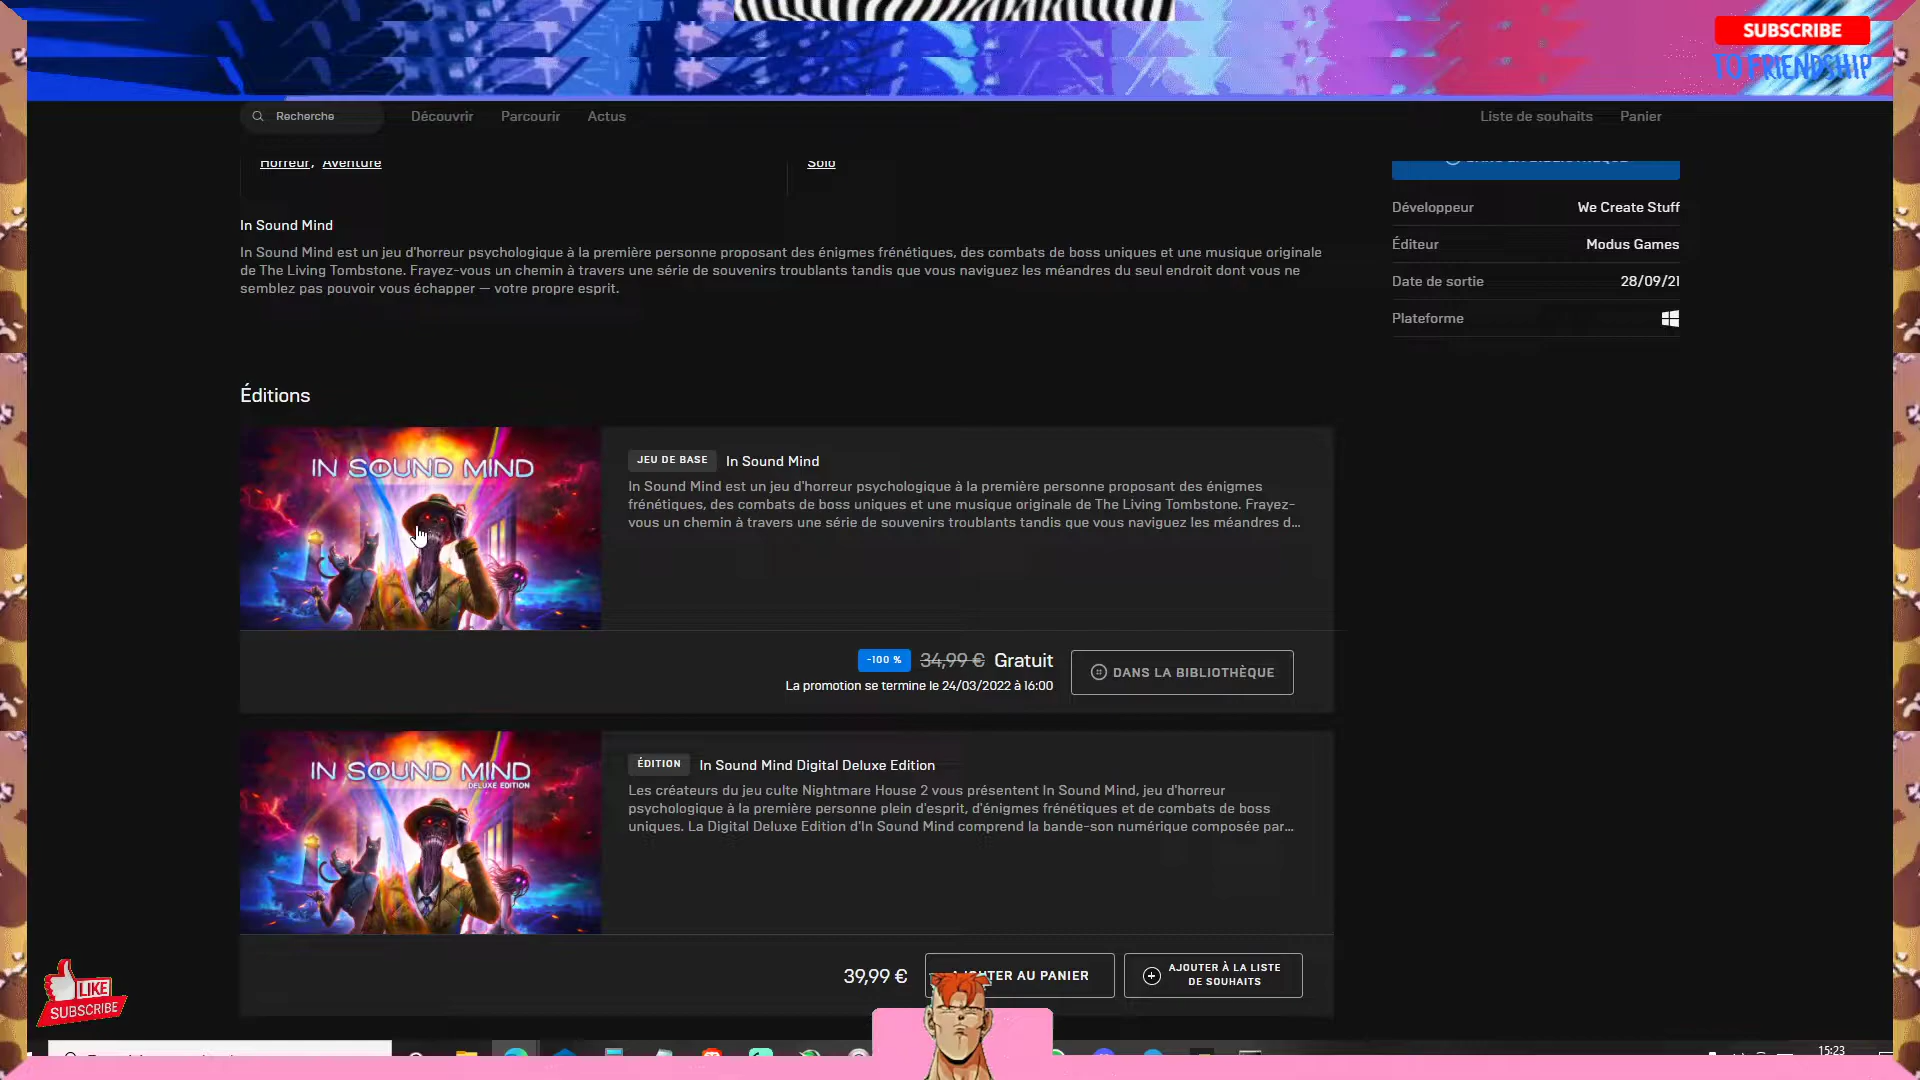 SUBSCRIBE
TO FRIENDSHIP
Recherche
Découvrir
Parcourir
Actus
Liste de souhaits
Panier
Horreur, Aventure
Solo
Développeur
We Create Stuff
Éditeur
Modus Games
Date de sortie
28/09/21
Plateforme
In Sound Mind
In Sound Mind est un jeu d'horreur psychologique à la première personne proposant des énigmes frénétiques, des combats de boss uniques et une musique originale
de The Living Tombstone. Frayez-vous un chemin à travers une série de souvenirs troublants tandis que vous naviguez les méandres du seul endroit dont vous ne
semblez pas pouvoir vous échapper — votre propre esprit.
Éditions
IN SOUND MIND
JEU DE BASE In Sound Mind
In Sound Mind est un jeu d'horreur psychologique à la première personne proposant des énigmes
frénétiques, des combats de boss uniques et une musique originale de The Living Tombstone. Frayez-
vous un chemin à travers une série de souvenirs troublants tandis que vous naviguez les méandres d...
-100 % 34,99 € Gratuit
La promotion se termine le 24/03/2022 à 16:00
DANS LA BIBLIOTHÈQUE
IN SOUND MIND
DELUXE EDITION
ÉDITION In Sound Mind Digital Deluxe Edition
Les créateurs du jeu culte Nightmare House 2 vous présentent In Sound Mind, jeu d'horreur
psychologique à la première personne plein d'esprit, d'énigmes frénétiques et de combats de boss
uniques. La Digital Deluxe Edition d'In Sound Mind comprend la bande-son numérique composée par...
39,99 €
AU PANIER
AJOUTER À LA LISTE
DE SOUHAITS
LIKE
SUBSCRIBE
15:23